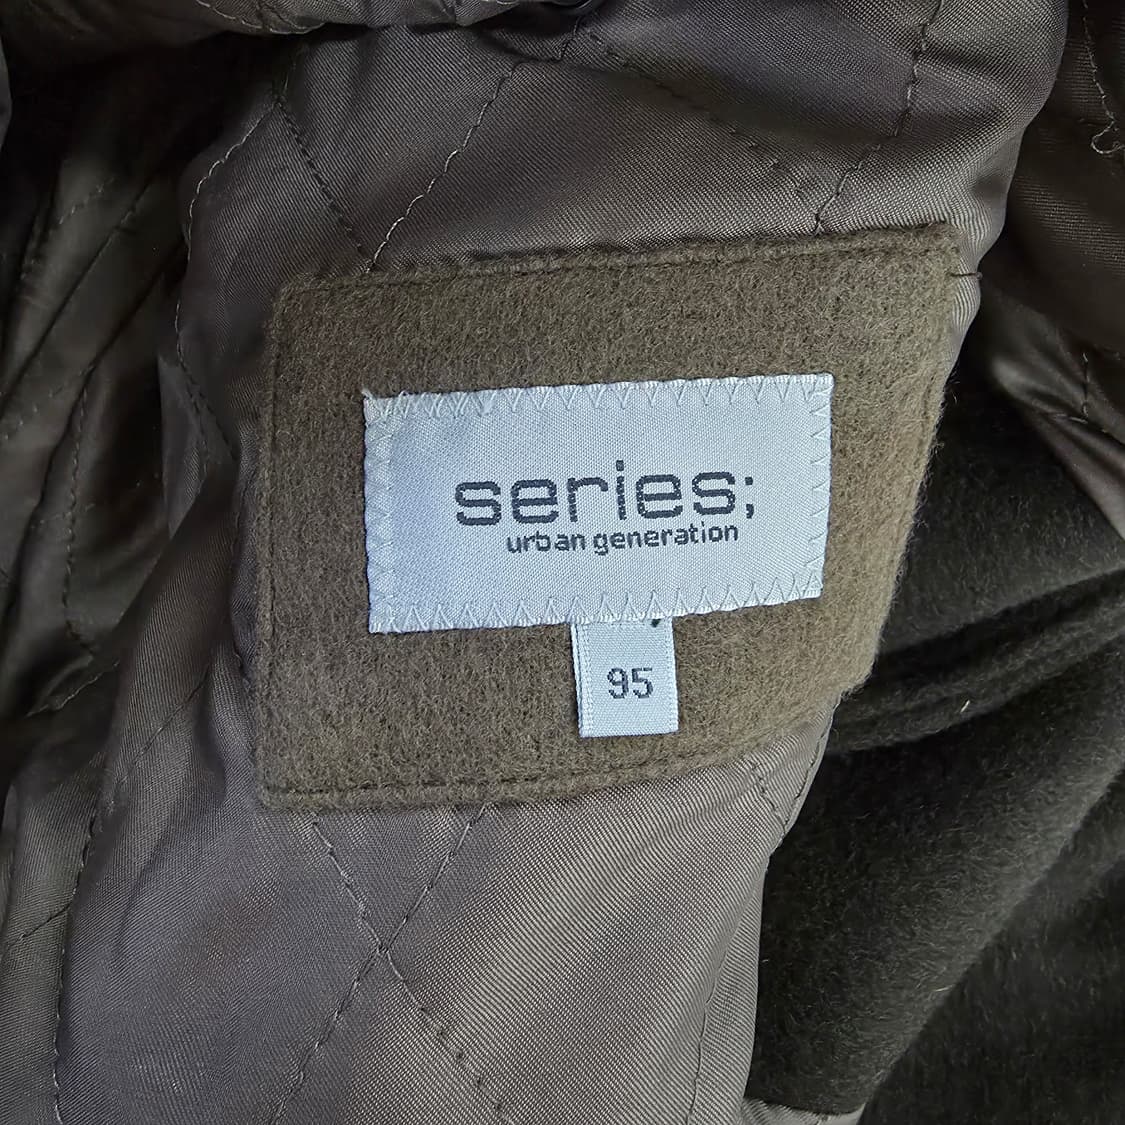 series;
urban generation
95